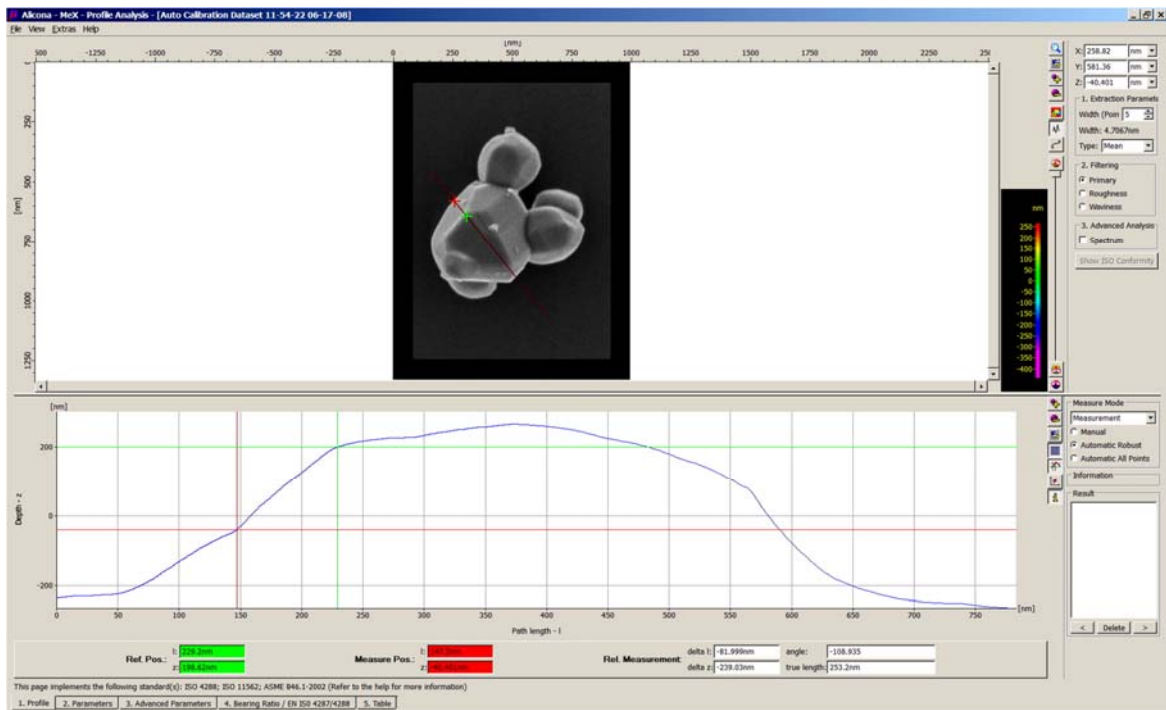 Alicona - MeX - Profile Analysis - [Auto Calibration Dataset 11-54-22 06-17-08]
File View Extras Help
[nm]
500 -1250 -1000 -750 -500 -250 0 250 500 750 1000 1250 1500 1750 2000 2250 250
250
500
[nm]
750
1000
1250
X: 258.82 nm
Y: 581.36 nm
Z: -40.401 nm
1. Extraction Paramete
Width (Poin 5
Width: 4.7067nm
Type: Mean
2. Filtering
Primary
Roughness
Waviness
3. Advanced Analysis
Spectrum
Show ISO Conformity
nm
250
200
150
100
50
0
-50
-100
-150
-200
-250
-300
-350
-400
[nm]
200
0
-200
Depth - z
0 50 100 150 200 250 300 350 400 450 500 550 600 650 700 750 [nm]
Path length - l
Measure Mode
Measurement
Manual
Automatic Robust
Automatic All Points
Information
Result
< Delete >
Ref. Pos.: l: 229.2nm z: 198.62nm
Measure Pos.: l: z:
Rel. Measurement: delta l: -81.999nm angle: -108.935
delta z: -239.03nm true length: 253.2nm
This page implements the following standard(s): ISO 4288; ISO 11562; ASME B46.1-2002 (Refer to the help for more information)
1. Profile 2. Parameters 3. Advanced Parameters 4. Bearing Ratio / EN ISO 4287/4288 5. Table